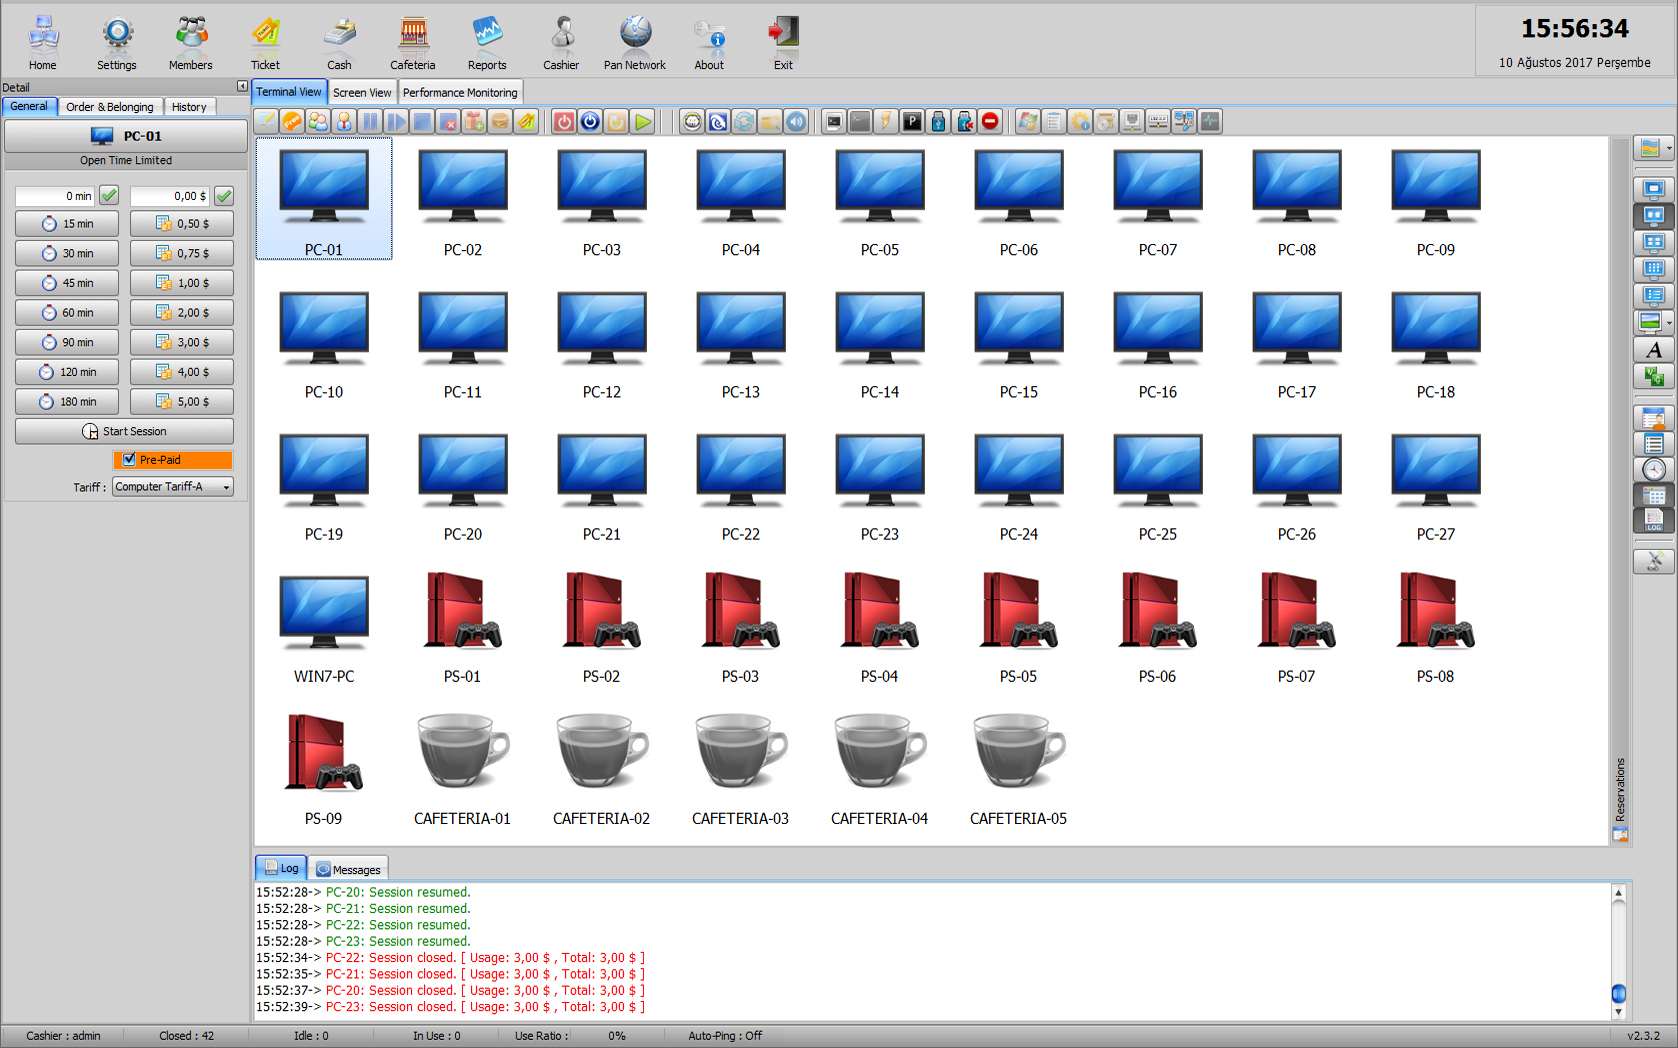 Home Settings Members Ticket Cash Cafeteria Reports Cashier Pan Network About Exit
15:56:34
10 Ağustos 2017 Perşembe
Detail
General Order & Belonging History
PC-01
Open Time Limited
0 min 0,00 $
15 min 0,50 $
30 min 0,75 $
45 min 1,00 $
60 min 2,00 $
90 min 3,00 $
120 min 4,00 $
180 min 5,00 $
Start Session
Pre-Paid
Tariff : Computer Tariff-A
Terminal View Screen View Performance Monitoring
PC-01 PC-02 PC-03 PC-04 PC-05 PC-06 PC-07 PC-08 PC-09
PC-10 PC-11 PC-12 PC-13 PC-14 PC-15 PC-16 PC-17 PC-18
PC-19 PC-20 PC-21 PC-22 PC-23 PC-24 PC-25 PC-26 PC-27
WIN7-PC PS-01 PS-02 PS-03 PS-04 PS-05 PS-06 PS-07 PS-08
PS-09 CAFETERIA-01 CAFETERIA-02 CAFETERIA-03 CAFETERIA-04 CAFETERIA-05
Reservations
A
LOG
Log Messages
15:52:28-> PC-20: Session resumed.
15:52:28-> PC-21: Session resumed.
15:52:28-> PC-22: Session resumed.
15:52:28-> PC-23: Session resumed.
15:52:34-> PC-22: Session closed. [ Usage: 3,00 $ , Total: 3,00 $ ]
15:52:35-> PC-21: Session closed. [ Usage: 3,00 $ , Total: 3,00 $ ]
15:52:37-> PC-20: Session closed. [ Usage: 3,00 $ , Total: 3,00 $ ]
15:52:39-> PC-23: Session closed. [ Usage: 3,00 $ , Total: 3,00 $ ]
Cashier : admin Closed : 42 Idle : 0 In Use : 0 Use Ratio : 0% Auto-Ping : Off v2.3.2